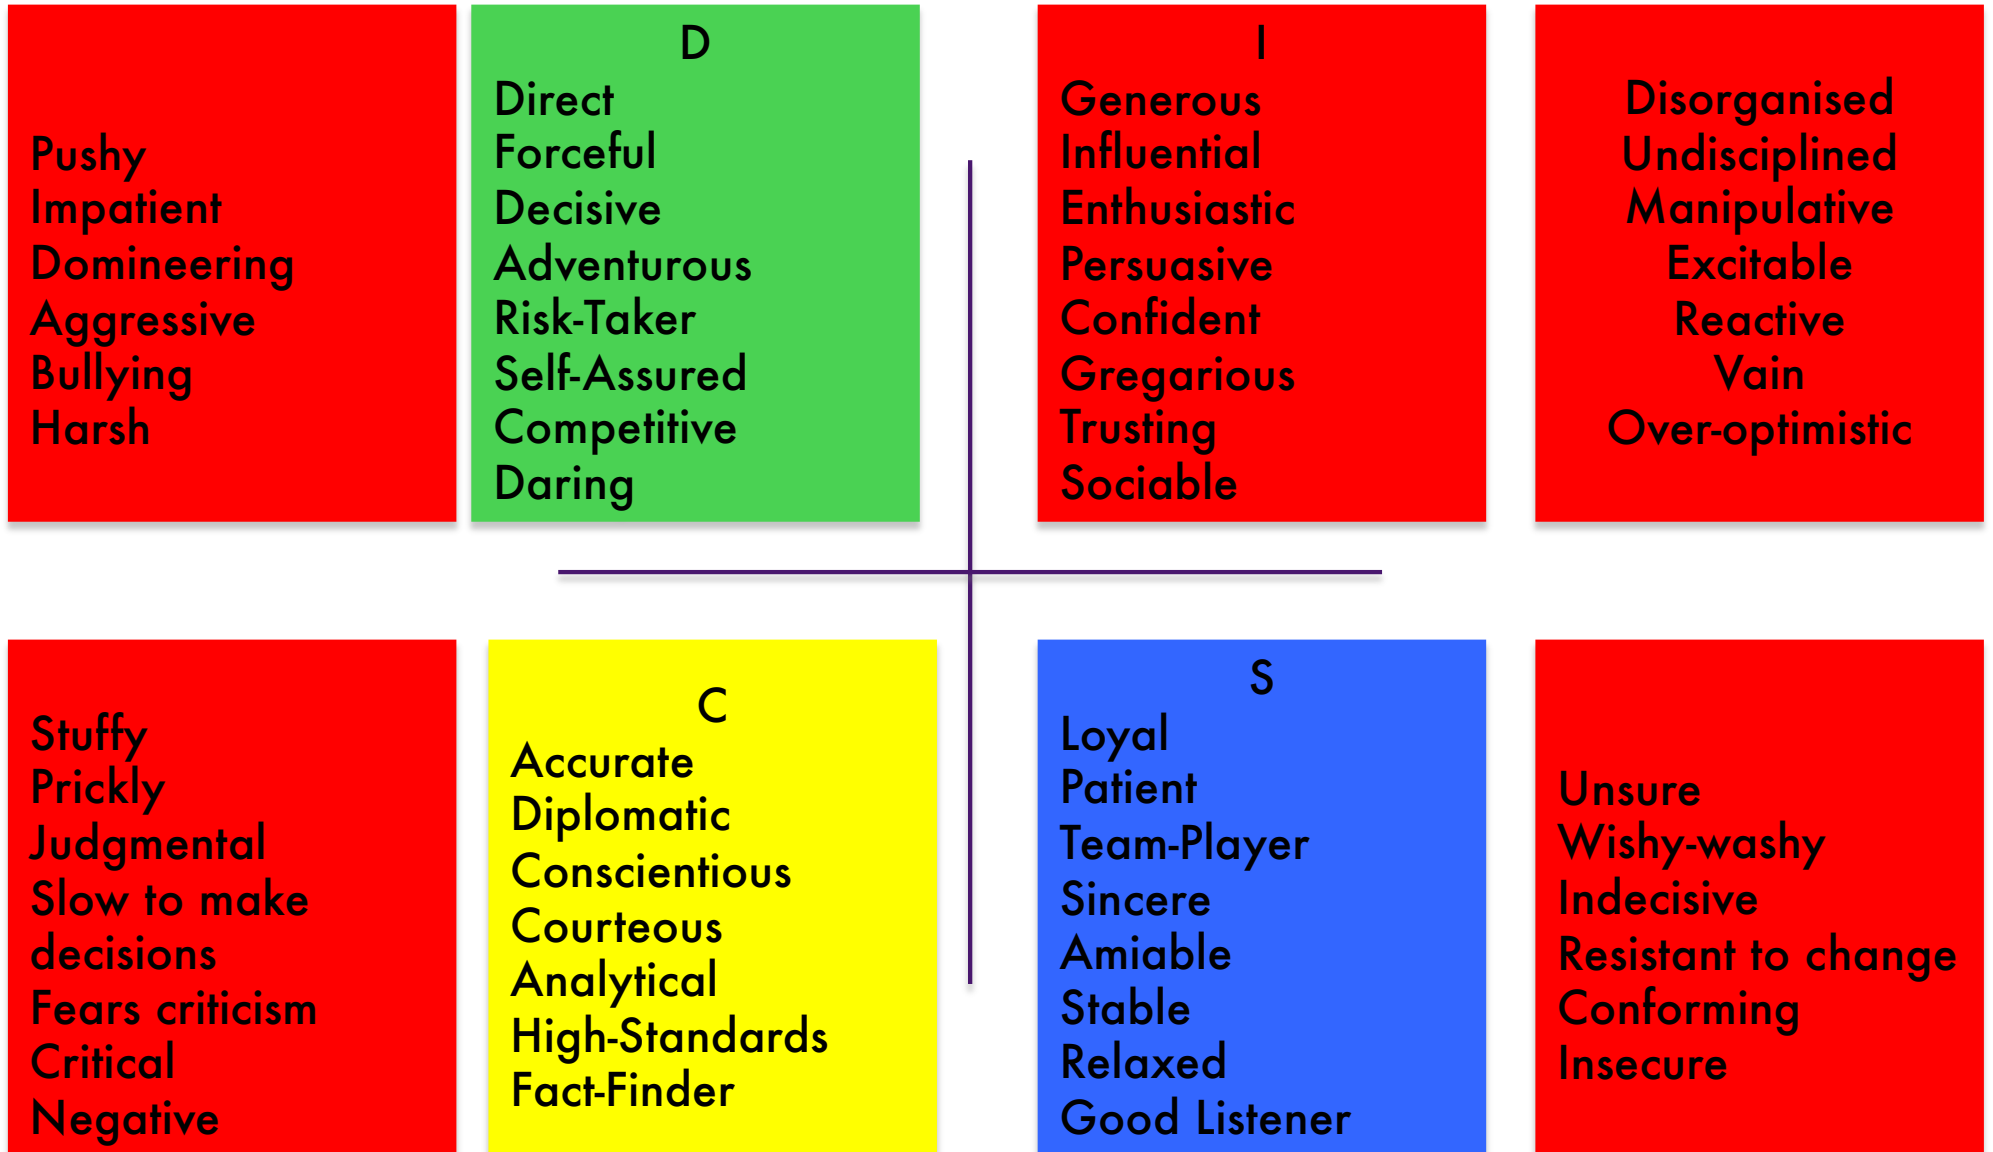 Pushy
Impatient
Domineering
Aggressive
Bullying
Harsh
D
Direct
Forceful
Decisive
Adventurous
Risk-Taker
Self-Assured
Competitive
Daring
I
Generous
Influential
Enthusiastic
Persuasive
Confident
Gregarious
Trusting
Sociable
Disorganised
Undisciplined
Manipulative
Excitable
Reactive
Vain
Over-optimistic
Stuffy
Prickly
Judgmental
Slow to make
decisions
Fears criticism
Critical
Negative
C
Accurate
Diplomatic
Conscientious
Courteous
Analytical
High-Standards
Fact-Finder
S
Loyal
Patient
Team-Player
Sincere
Amiable
Stable
Relaxed
Good Listener
Unsure
Wishy-washy
Indecisive
Resistant to change
Conforming
Insecure